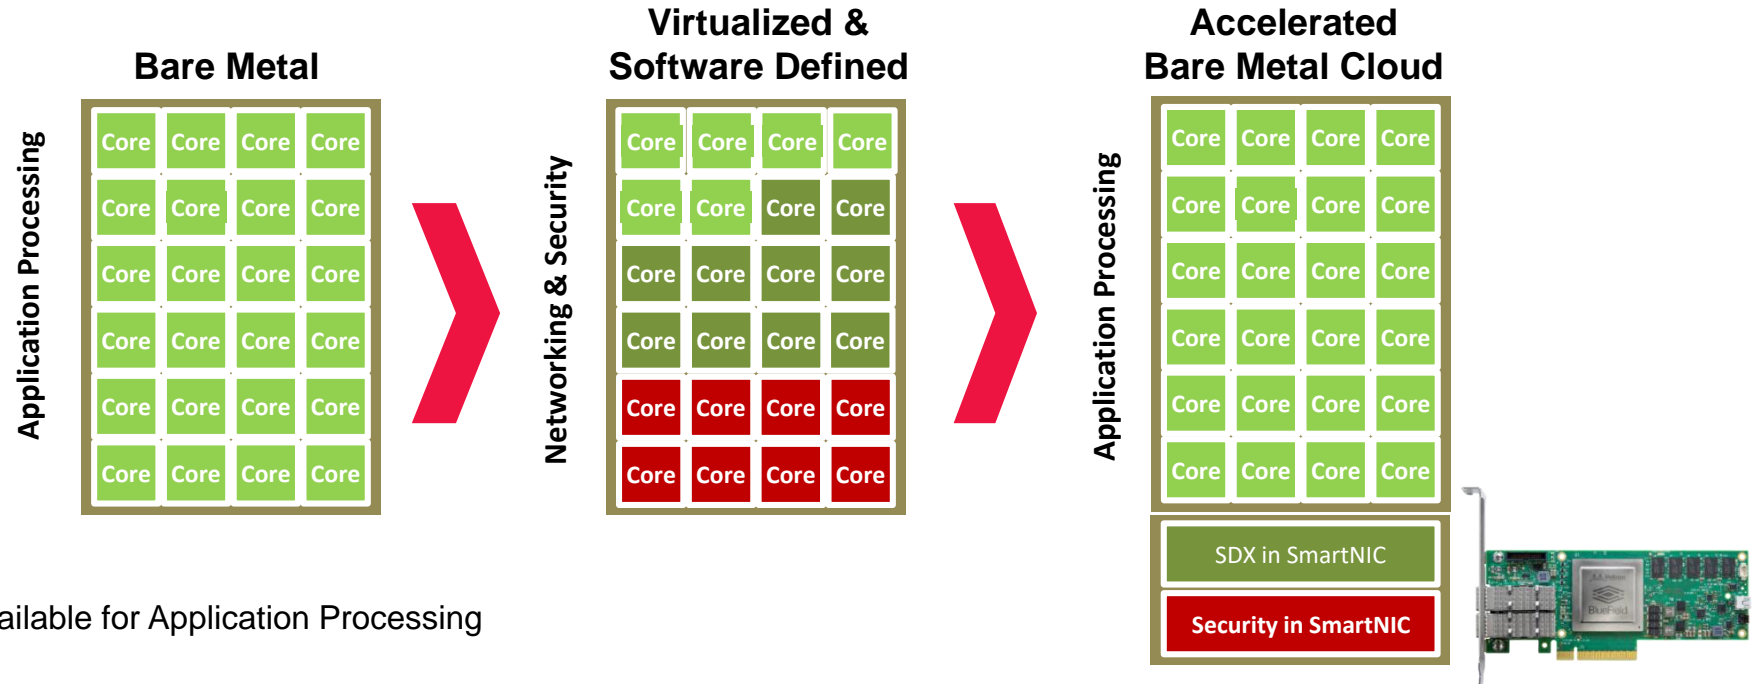 Bare Metal
Application Processing
Core Core Core Core
Core Core Core Core
Core Core Core Core
Core Core Core Core
Core Core Core Core
Core Core Core Core
Virtualized &
Software Defined
Networking & Security
Core Core Core Core
Core Core Core Core
Core Core Core Core
Core Core Core Core
Core Core Core Core
Core Core Core Core
Accelerated
Bare Metal Cloud
Application Processing
Core Core Core Core
Core Core Core Core
Core Core Core Core
Core Core Core Core
Core Core Core Core
Core Core Core Core
SDX in SmartNIC
Security in SmartNIC
BlueField
ailable for Application Processing